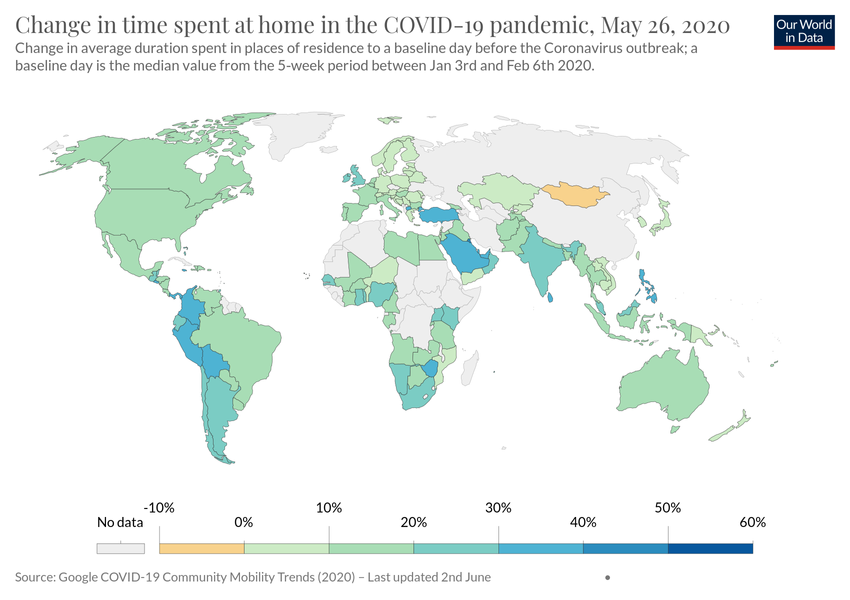 Change in time spent at home in the COVID-19 pandemic, May 26, 2020
Our World
in Data
Change in average duration spent in places of residence to a baseline day before the Coronavirus outbreak; a
baseline day is the median value from the 5-week period between Jan 3rd and Feb 6th 2020.
-10%
No data
0%
10%
20%
30%
40%
50%
60%
Source: Google COVID-19 Community Mobility Trends (2020) – Last updated 2nd June